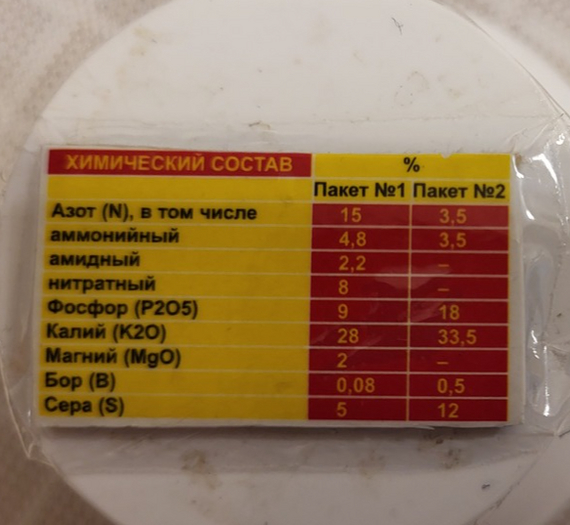 ХИМИЧЕСКИЙ СОСТАВ %
Пакет №1 Пакет №2
Азот (N), в том числе 15 3,5
аммонийный 4,8 3,5
амидный 2,2 –
нитратный 8 –
Фосфор (P2O5) 9 18
Калий (K2O) 28 33,5
Магний (MgO) 2 –
Бор (B) 0,08 0,5
Сера (S) 5 12